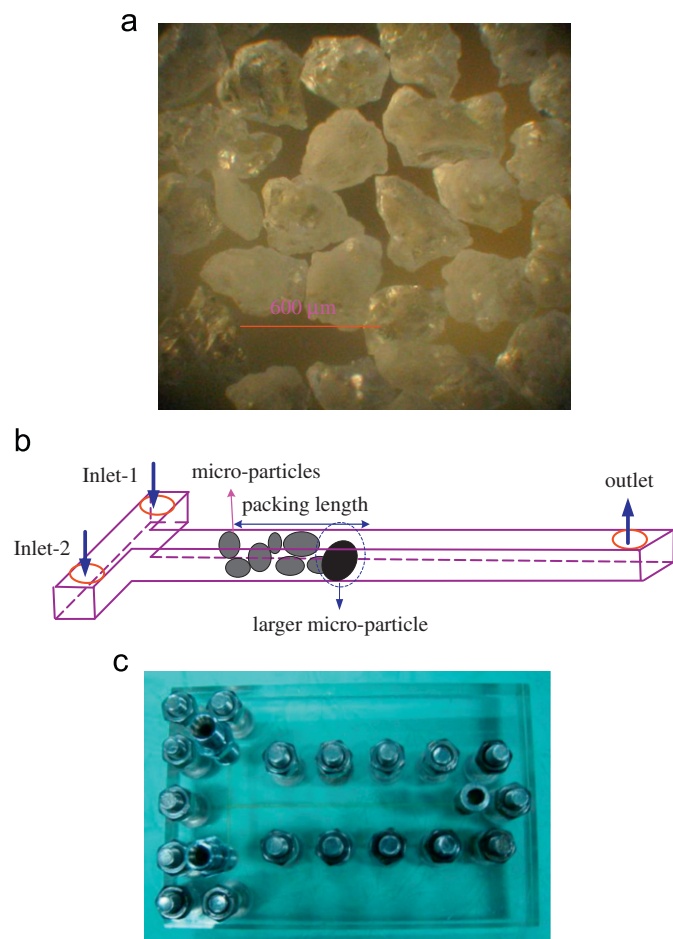 a
600 μm
b
Inlet-1
micro-particles
packing length
outlet
Inlet-2
larger micro-particle
c